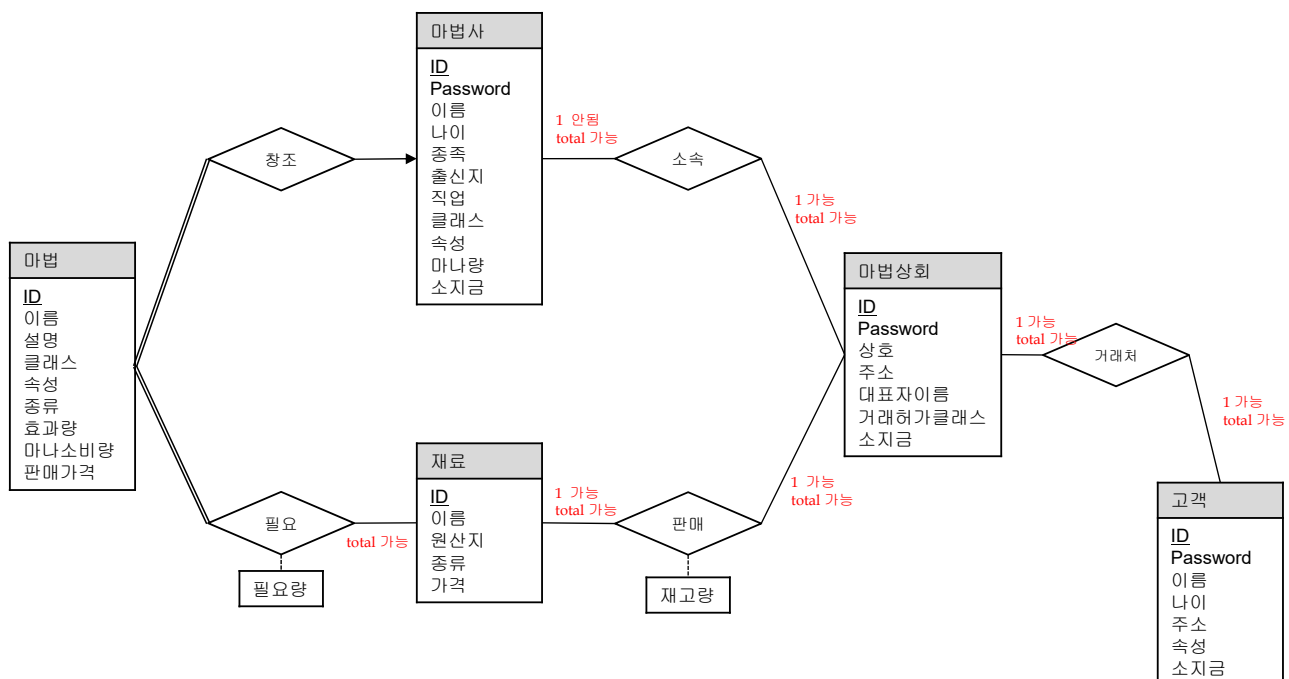 마법사
ID
Password
이름
나이
종족
출신지
직업
클래스
속성
마나량
소지금
창조
1 안됨
total 가능
소속
1 가능
total 가능
마법
ID
이름
설명
클래스
속성
종류
효과량
마나소비량
판매가격
마법상회
ID
Password
상호
주소
대표자이름
거래허가클래스
소지금
1 가능
total 가능
거래처
1 가능
total 가능
필요
필요량
total 가능
재료
ID
이름
원산지
종류
가격
1 가능
total 가능
판매
재고량
1 가능
total 가능
고객
ID
Password
이름
나이
주소
속성
소지금